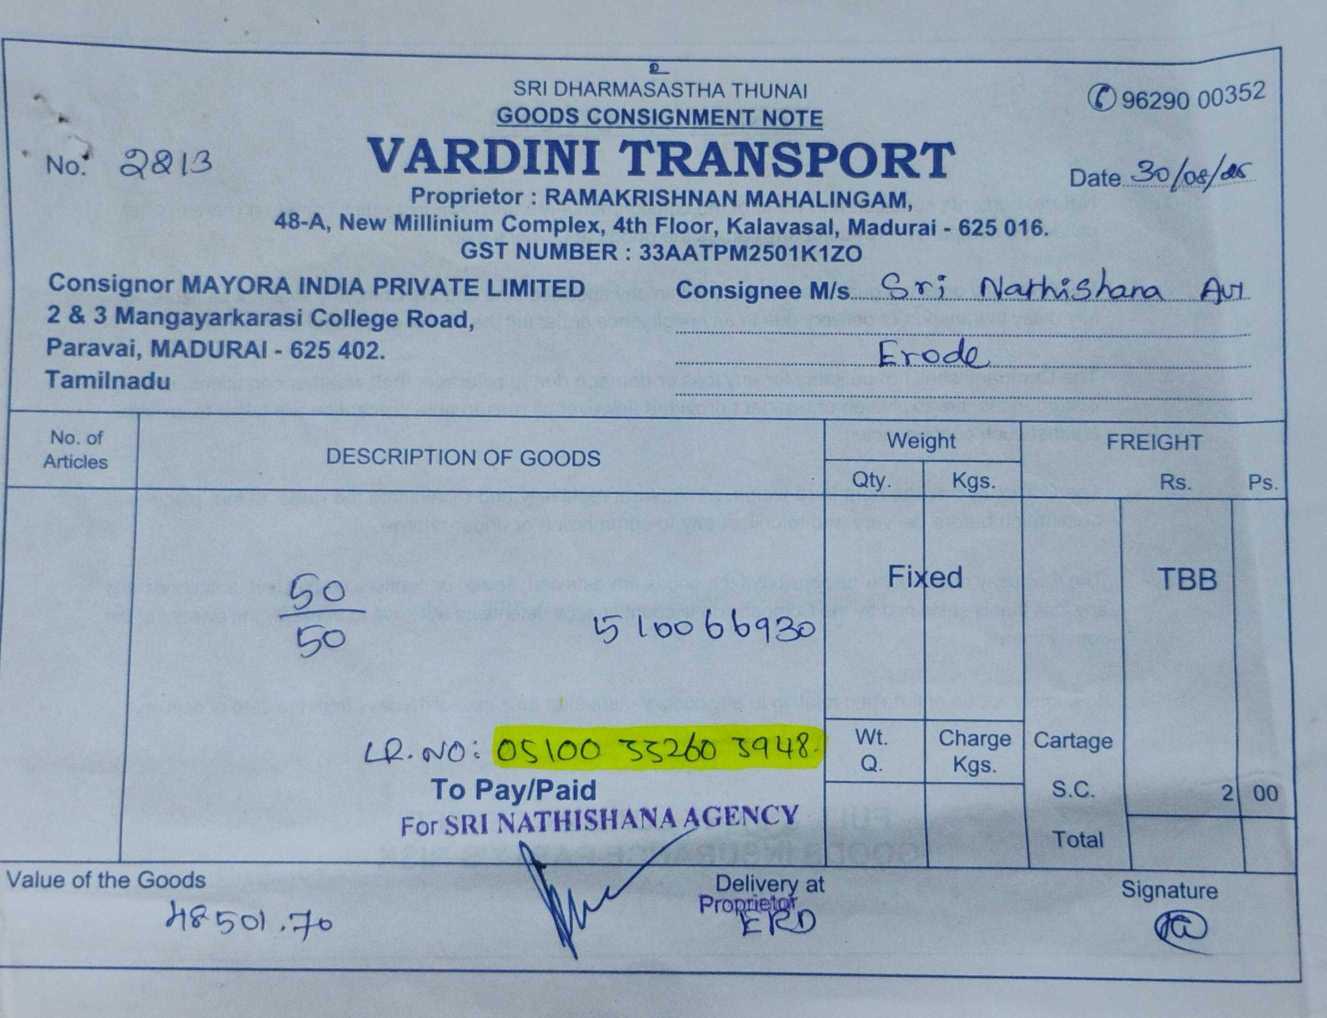 SRI DHARMASASTHA THUNAI
GOODS CONSIGNMENT NOTE
✆ 96290 00352
No. 2813
VARDINI TRANSPORT
Date 30/08/25
Proprietor : RAMAKRISHNAN MAHALINGAM,
48-A, New Millinium Complex, 4th Floor, Kalavasal, Madurai - 625 016.
GST NUMBER : 33AATPM2501K1ZO
Consignor MAYORA INDIA PRIVATE LIMITED
2 & 3 Mangayarkarasi College Road,
Paravai, MADURAI - 625 402.
Tamilnadu
Consignee M/s. Sri Nathishana
Erode
No. of Articles
DESCRIPTION OF GOODS
Weight
Qty. Kgs.
FREIGHT
Rs. Ps.
50
50
1510066930
Fixed
TBB
LR. NO: 05100 33260 3948
Wt. Q.
Charge Kgs.
Cartage
S.C. 2 00
Total
To Pay/Paid
For SRI NATHISHANA AGENCY
Value of the Goods
48501.70
Delivery at
Proprietor
ERD
Signature